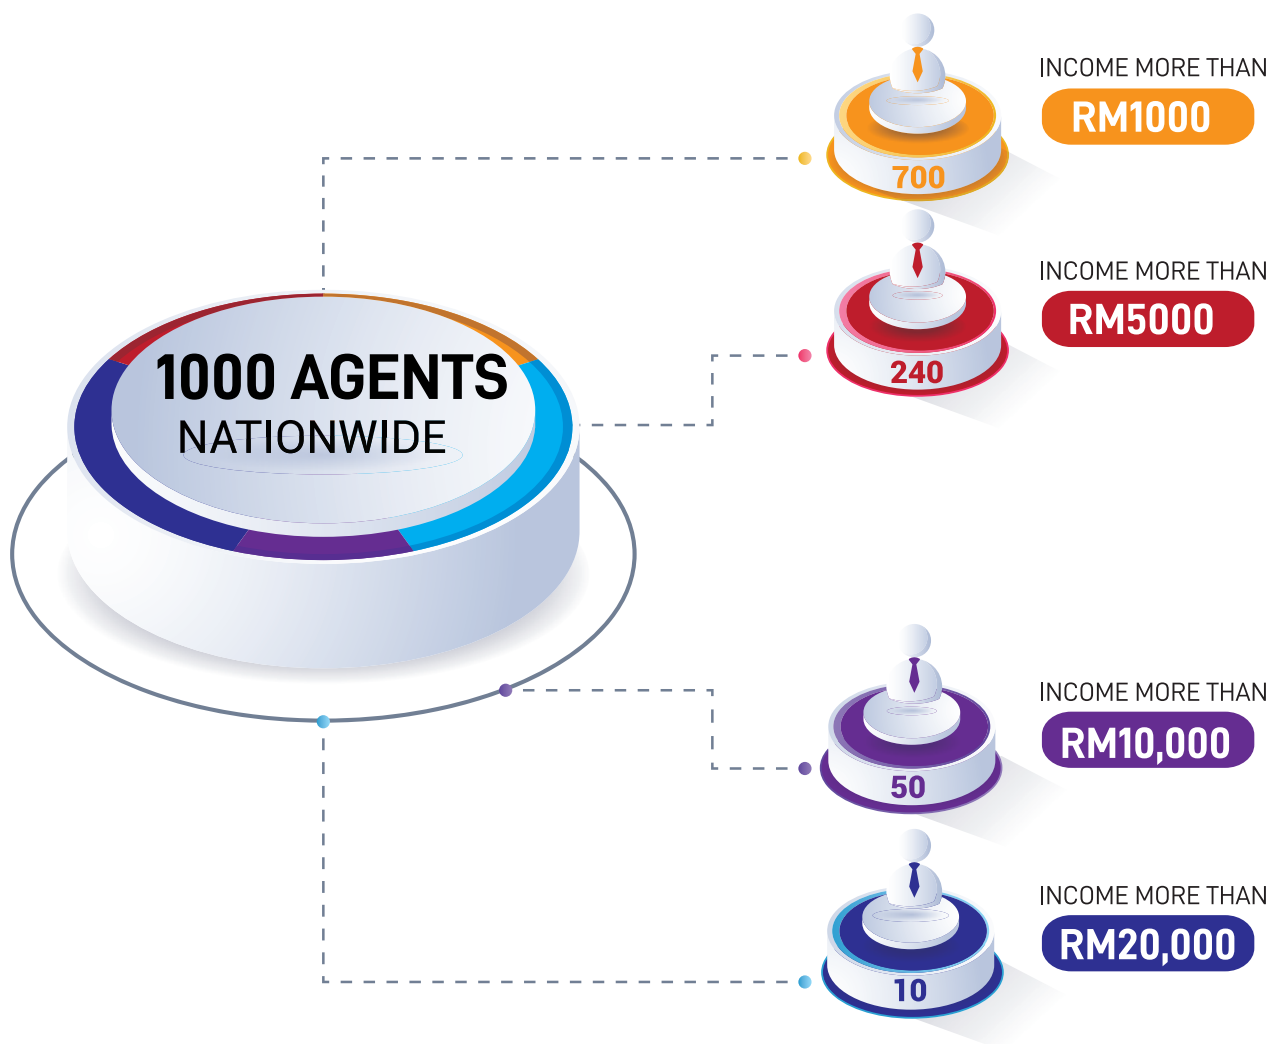 1000 AGENTS
NATIONWIDE
INCOME MORE THAN
RM1000
700
INCOME MORE THAN
RM5000
240
INCOME MORE THAN
RM10,000
50
INCOME MORE THAN
RM20,000
10